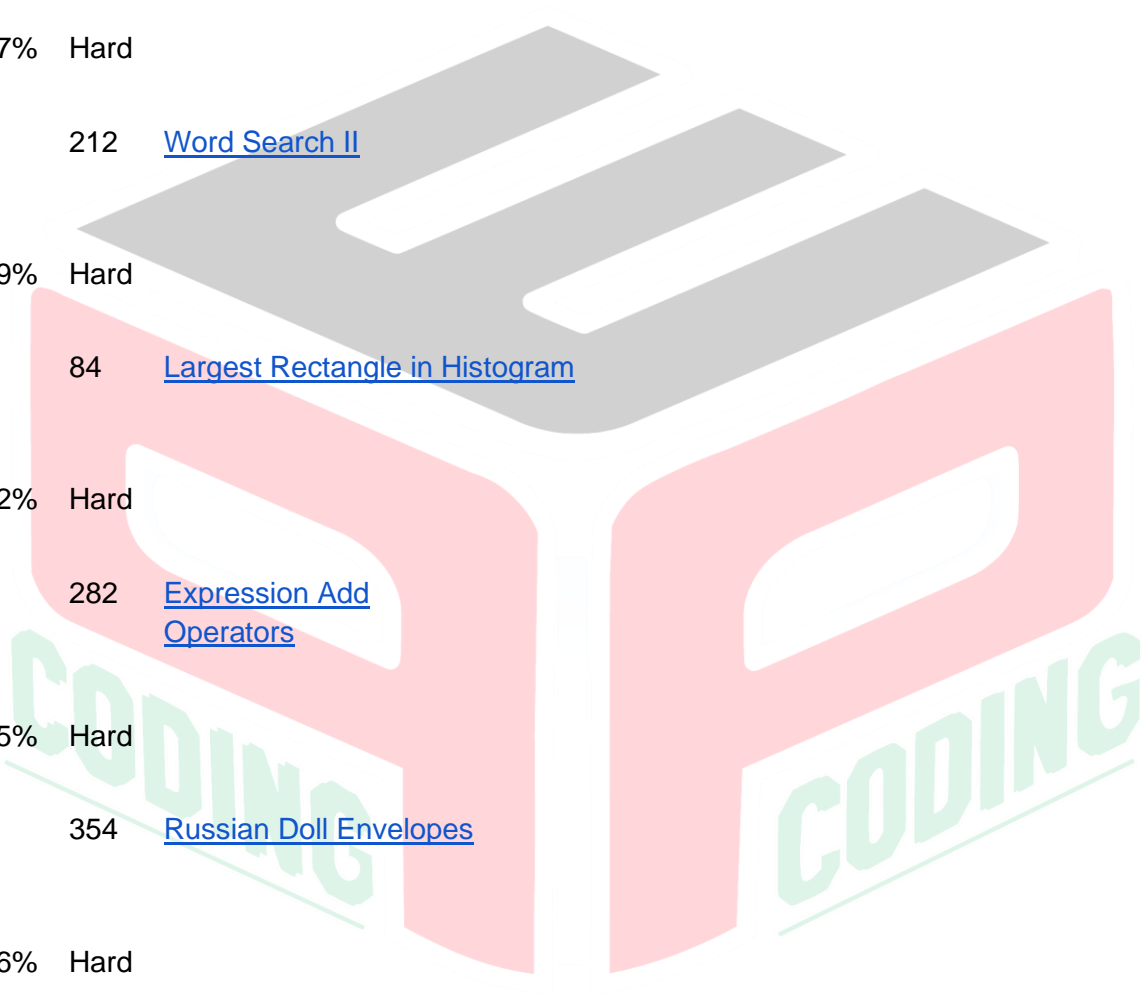 7% Hard
212 Word Search II
9% Hard
84 Largest Rectangle in Histogram
2% Hard
282 Expression Add
Operators
5% Hard
CODING
CODING
354 Russian Doll Envelopes
6% Hard